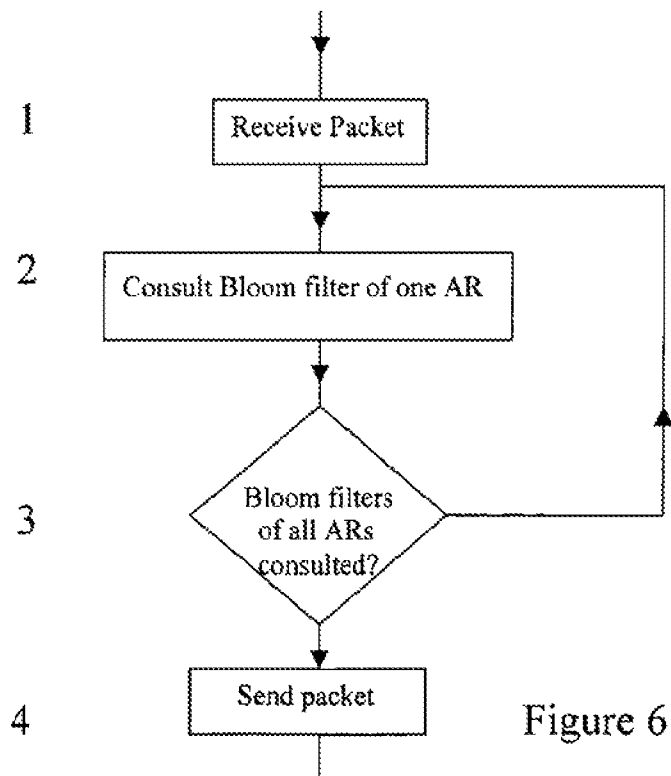 1
Receive Packet
2
Consult Bloom filter of one AR
3
Bloom filters
of all ARs
consulted?
4
Send packet
Figure 6